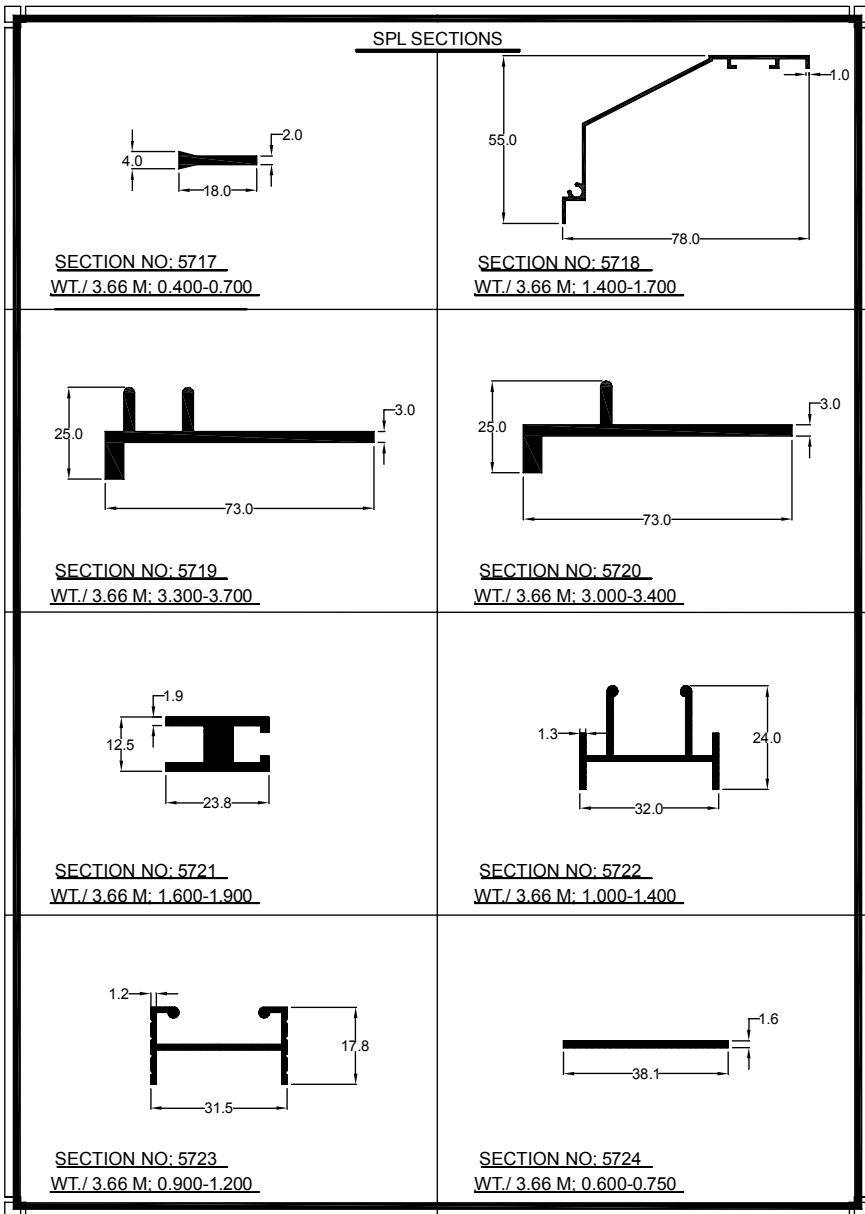 SPL SECTIONS
4.0
2.0
18.0
SECTION NO; 5717
WT./ 3.66 M; 0.400-0.700
55.0
1.0
78.0
SECTION NO; 5718
WT./ 3.66 M; 1.400-1.700
25.0
3.0
73.0
SECTION NO; 5719
WT./ 3.66 M; 3.300-3.700
25.0
3.0
73.0
SECTION NO; 5720
WT./ 3.66 M; 3.000-3.400
1.9
12.5
23.8
SECTION NO; 5721
WT./ 3.66 M; 1.600-1.900
1.3
24.0
32.0
SECTION NO; 5722
WT./ 3.66 M; 1.000-1.400
1.2
17.8
31.5
SECTION NO; 5723
WT./ 3.66 M; 0.900-1.200
1.6
38.1
SECTION NO; 5724
WT./ 3.66 M; 0.600-0.750